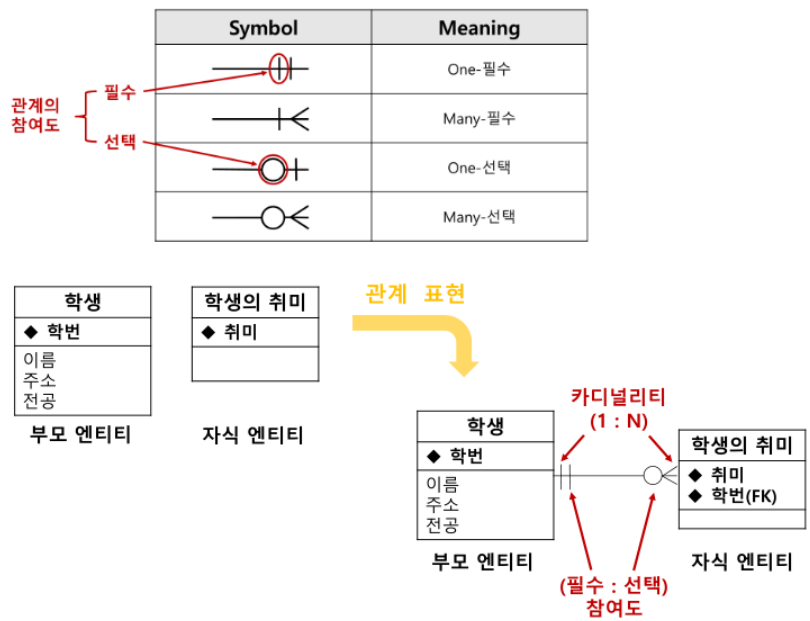 Symbol
Meaning
One-필수
Many-필수
One-선택
Many-선택
관계의
참여도
필수
선택
학생
◆ 학번
이름
주소
전공
부모 엔티티
학생의 취미
◆ 취미
자식 엔티티
관계 표현
학생
◆ 학번
이름
주소
전공
부모 엔티티
카디널리티
(1 : N)
학생의 취미
◆ 취미
◆ 학번(FK)
자식 엔티티
(필수 : 선택)
참여도